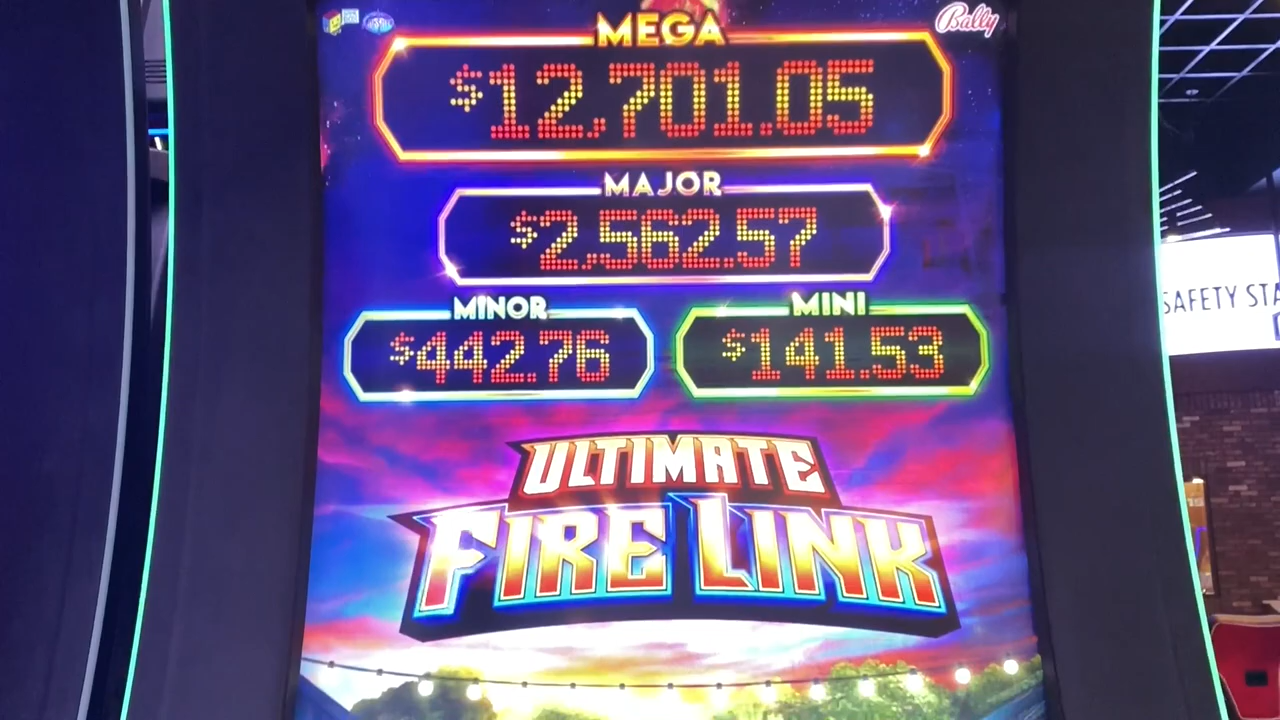 Bally
MEGA
$12,701.05
MAJOR
$2,562.57
MINOR
$442.76
MINI
$141.53
ULTIMATE
FIRE LINK
SAFETY STA